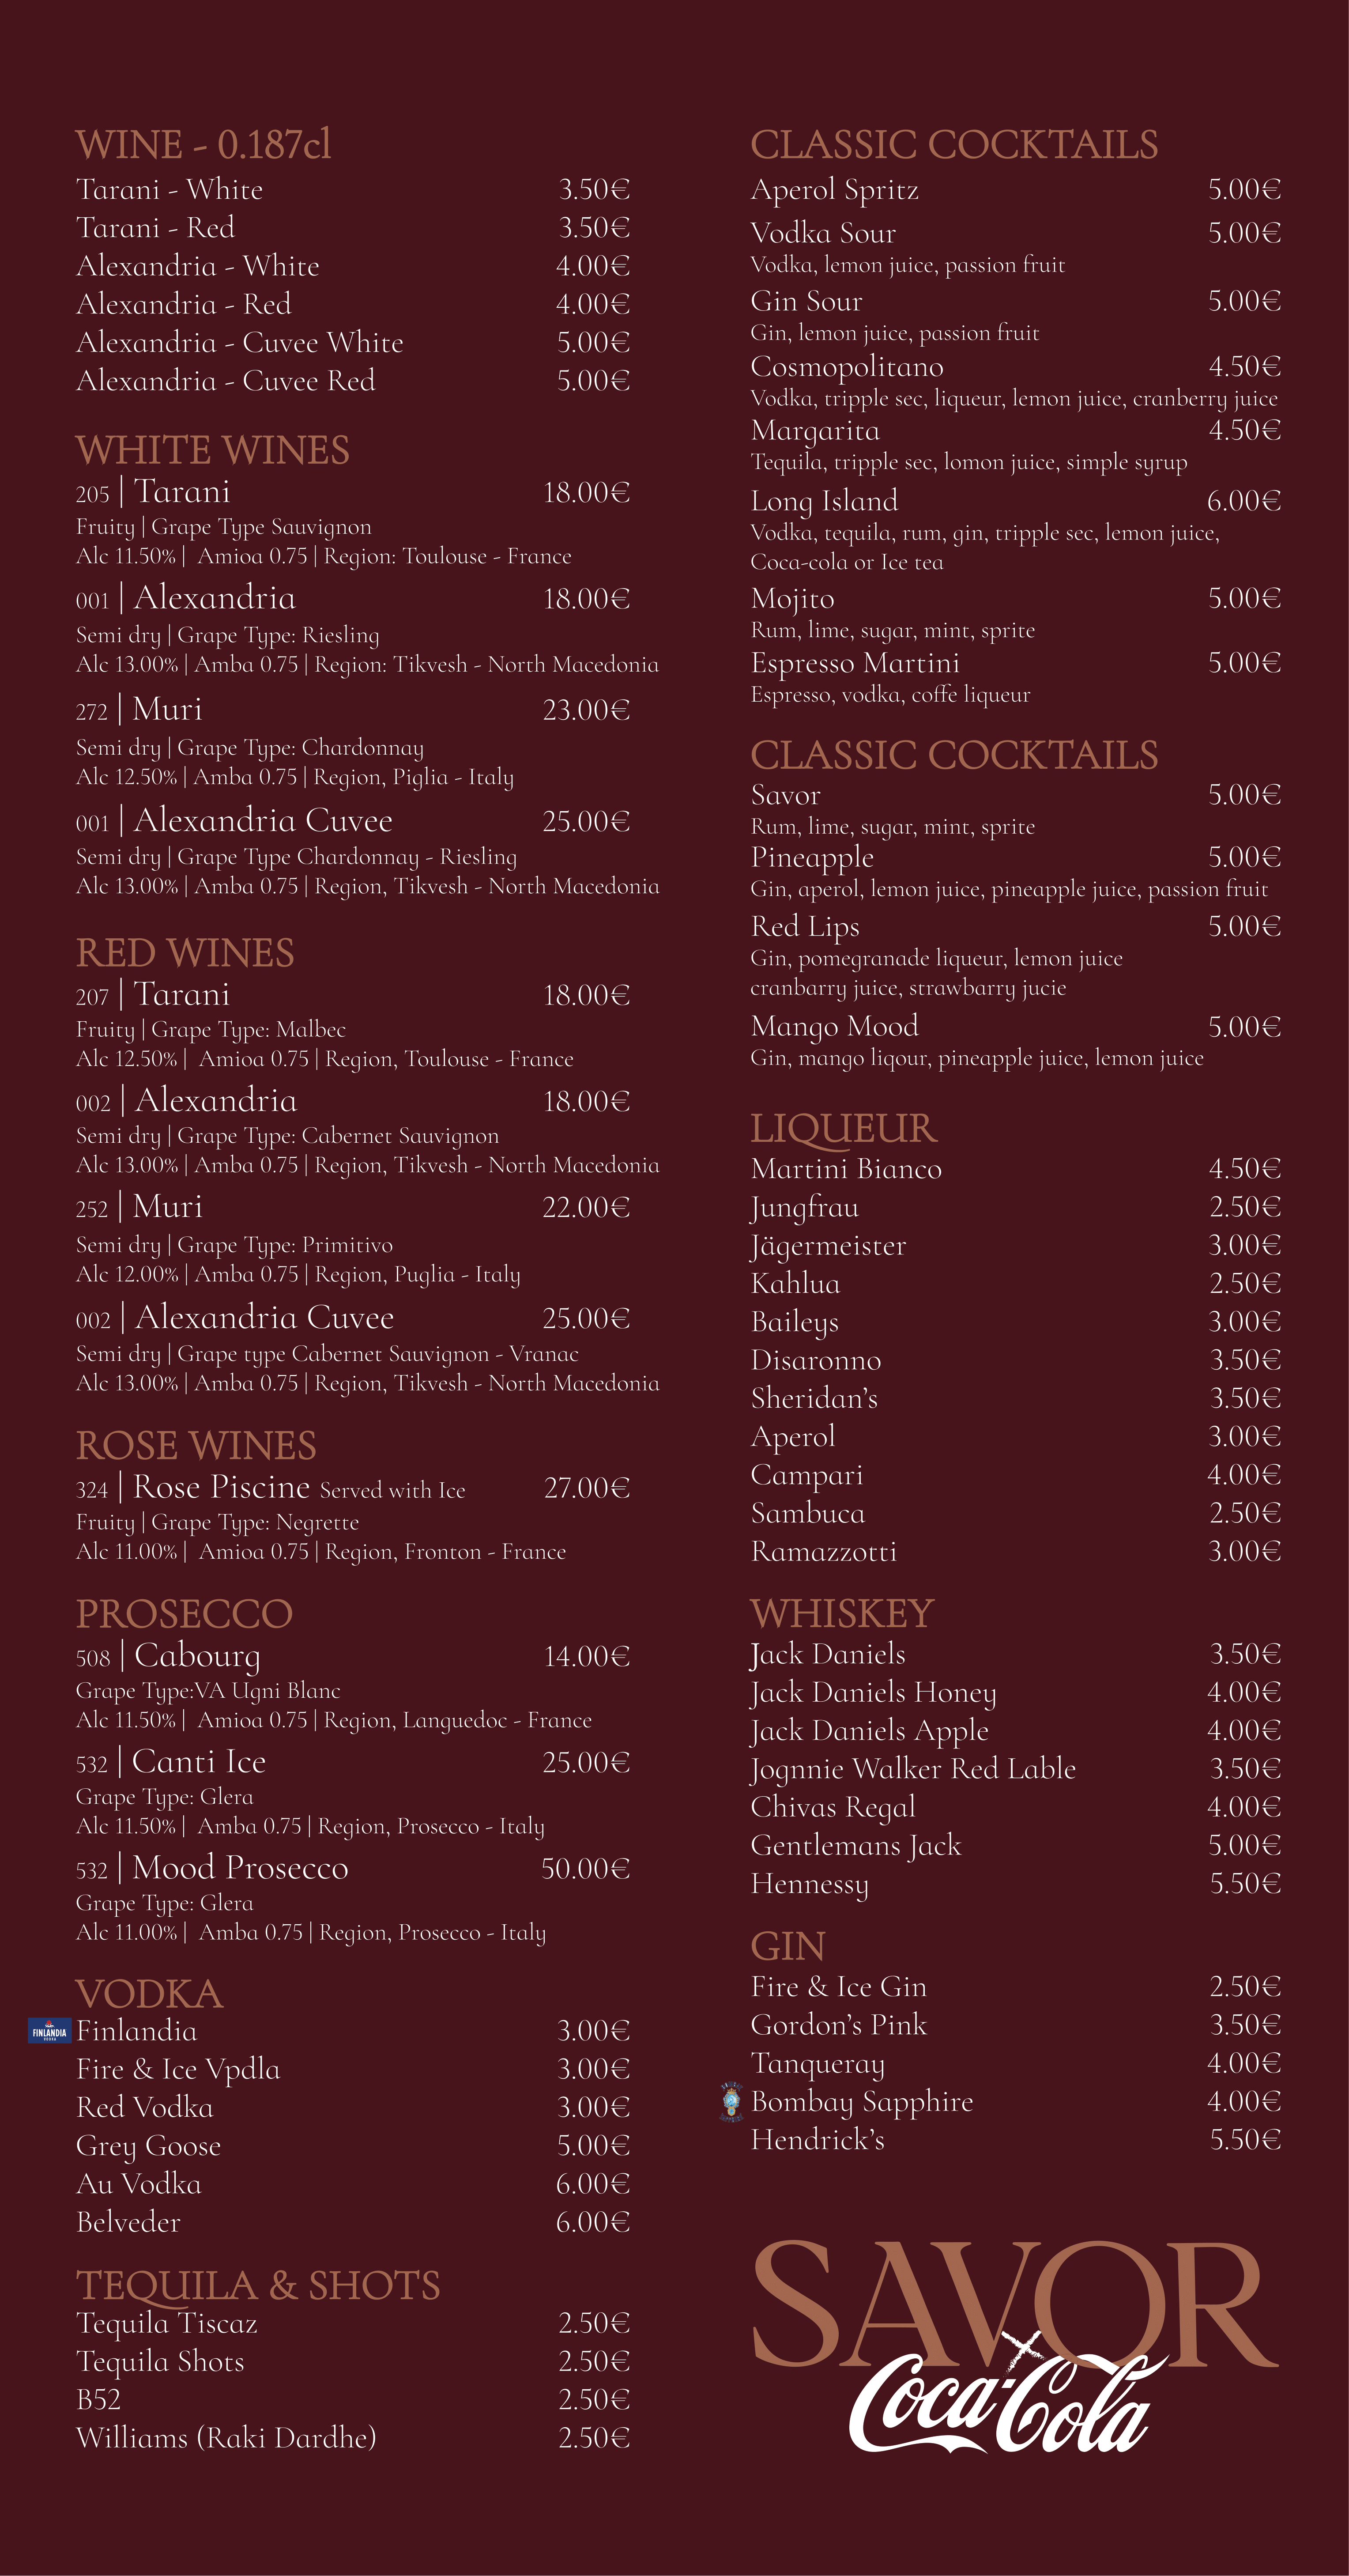 WINE - 0.187cl
Tarani - White 3.50€
Tarani - Red 3.50€
Alexandria - White 4.00€
Alexandria - Red 4.00€
Alexandria - Cuvee White 5.00€
Alexandria - Cuvee Red 5.00€
WHITE WINES
205 | Tarani 18.00€
Fruity | Grape Type Sauvignon
Alc 11.50% | Amioa 0.75 | Region: Toulouse - France
001 | Alexandria 18.00€
Semi dry | Grape Type: Riesling
Alc 13.00% | Amba 0.75 | Region: Tikvesh - North Macedonia
272 | Muri 23.00€
Semi dry | Grape Type: Chardonnay
Alc 12.50% | Amba 0.75 | Region, Piglia - Italy
001 | Alexandria Cuvee 25.00€
Semi dry | Grape Type Chardonnay - Riesling
Alc 13.00% | Amba 0.75 | Region, Tikvesh - North Macedonia
RED WINES
207 | Tarani 18.00€
Fruity | Grape Type: Malbec
Alc 12.50% | Amioa 0.75 | Region, Toulouse - France
002 | Alexandria 18.00€
Semi dry | Grape Type: Cabernet Sauvignon
Alc 13.00% | Amba 0.75 | Region, Tikvesh - North Macedonia
252 | Muri 22.00€
Semi dry | Grape Type: Primitivo
Alc 12.00% | Amba 0.75 | Region, Puglia - Italy
002 | Alexandria Cuvee 25.00€
Semi dry | Grape type Cabernet Sauvignon - Vranac
Alc 13.00% | Amba 0.75 | Region, Tikvesh - North Macedonia
ROSE WINES
324 | Rose Piscine Served with Ice 27.00€
Fruity | Grape Type: Negrette
Alc 11.00% | Amioa 0.75 | Region, Fronton - France
PROSECCO
508 | Cabourg 14.00€
Grape Type:VA Ugni Blanc
Alc 11.50% | Amioa 0.75 | Region, Languedoc - France
532 | Canti Ice 25.00€
Grape Type: Glera
Alc 11.50% | Amba 0.75 | Region, Prosecco - Italy
532 | Mood Prosecco 50.00€
Grape Type: Glera
Alc 11.00% | Amba 0.75 | Region, Prosecco - Italy
VODKA
FINLANDIA
VODKA
Finlandia 3.00€
Fire & Ice Vpdla 3.00€
Red Vodka 3.00€
Grey Goose 5.00€
Au Vodka 6.00€
Belveder 6.00€
TEQUILA & SHOTS
Tequila Tiscaz 2.50€
Tequila Shots 2.50€
B52 2.50€
Williams (Raki Dardhe) 2.50€
CLASSIC COCKTAILS
Aperol Spritz 5.00€
Vodka Sour 5.00€
Vodka, lemon juice, passion fruit
Gin Sour 5.00€
Gin, lemon juice, passion fruit
Cosmopolitano 4.50€
Vodka, tripple sec, liqueur, lemon juice, cranberry juice
Margarita 4.50€
Tequila, tripple sec, lomon juice, simple syrup
Long Island 6.00€
Vodka, tequila, rum, gin, tripple sec, lemon juice,
Coca-cola or Ice tea
Mojito 5.00€
Rum, lime, sugar, mint, sprite
Espresso Martini 5.00€
Espresso, vodka, coffe liqueur
CLASSIC COCKTAILS
Savor 5.00€
Rum, lime, sugar, mint, sprite
Pineapple 5.00€
Gin, aperol, lemon juice, pineapple juice, passion fruit
Red Lips 5.00€
Gin, pomegranade liqueur, lemon juice
cranbarry juice, strawbarry jucie
Mango Mood 5.00€
Gin, mango liqour, pineapple juice, lemon juice
LIQUEUR
Martini Bianco 4.50€
Jungfrau 2.50€
Jägermeister 3.00€
Kahlua 2.50€
Baileys 3.00€
Disaronno 3.50€
Sheridan’s 3.50€
Aperol 3.00€
Campari 4.00€
Sambuca 2.50€
Ramazzotti 3.00€
WHISKEY
Jack Daniels 3.50€
Jack Daniels Honey 4.00€
Jack Daniels Apple 4.00€
Jognnie Walker Red Lable 3.50€
Chivas Regal 4.00€
Gentlemans Jack 5.00€
Hennessy 5.50€
GIN
Fire & Ice Gin 2.50€
Gordon’s Pink 3.50€
Tanqueray 4.00€
Bombay Sapphire 4.00€
Hendrick’s 5.50€
SAVOR
Coca-Cola